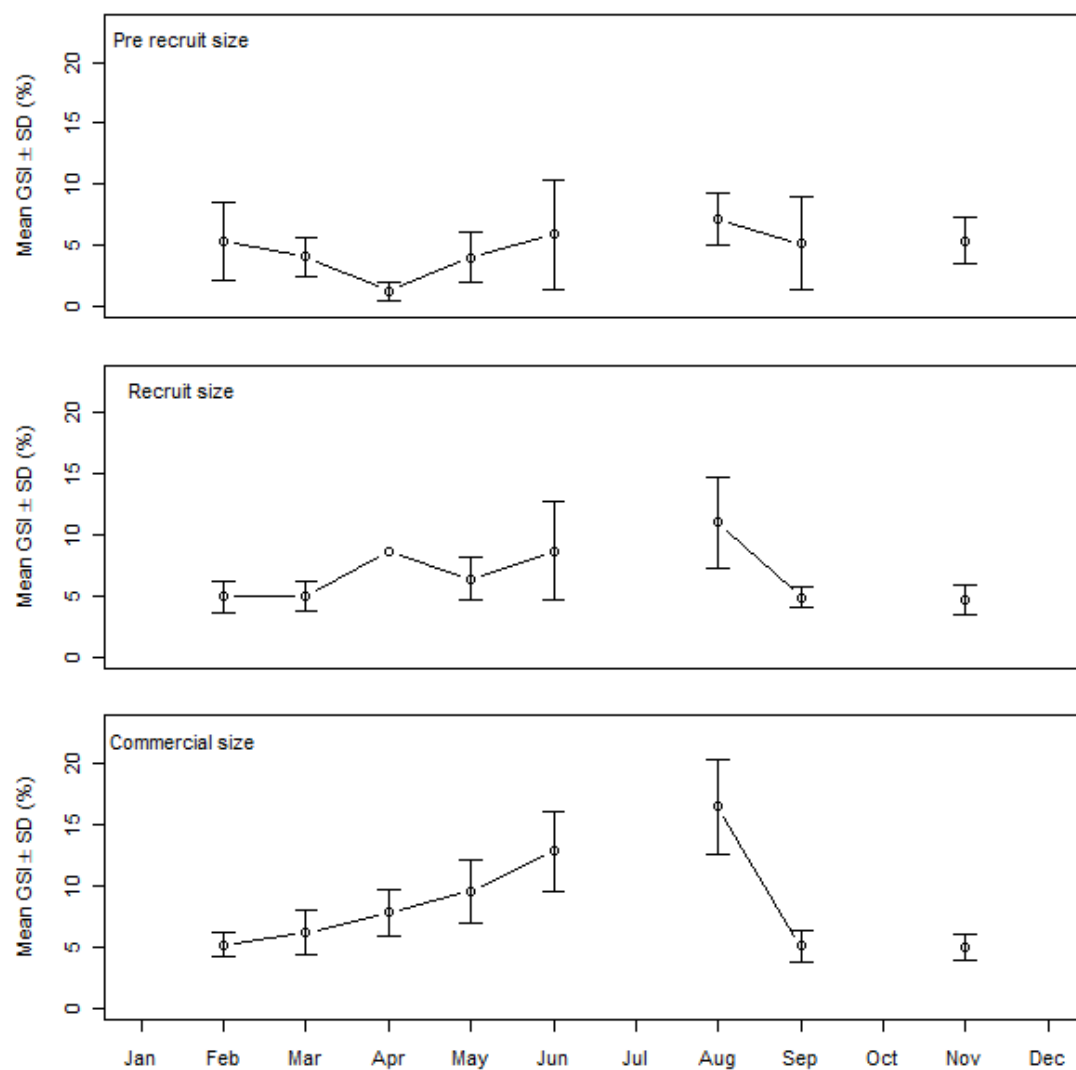 Pre recruit size
Mean GSI ± SD (%)
20
15
10
5
0
Recruit size
Mean GSI ± SD (%)
20
15
10
5
0
Commercial size
Mean GSI ± SD (%)
20
15
10
5
0
Jan Feb Mar Apr May Jun Jul Aug Sep Oct Nov Dec